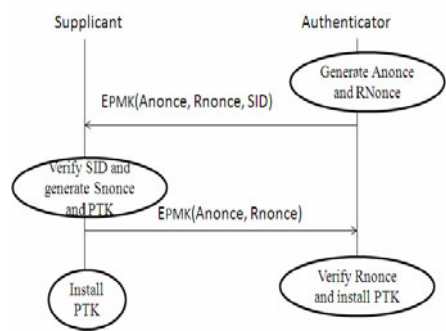 Supplicant Authenticator
Generate Anonce
and RNonce
EPMK(Anonce, Rnonce, SID)
Verify SID and
generate Snonce
and PTK
EPMK(Anonce, Rnonce)
Install
PTK
Verify Rnonce
and install PTK